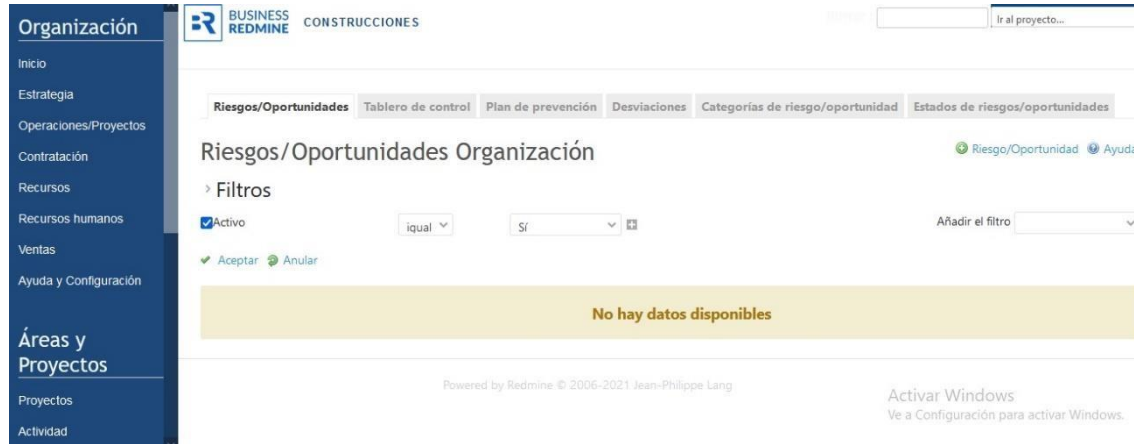 Organización
Inicio
Estrategia
Operaciones/Proyectos
Contratación
Recursos
Recursos humanos
Ventas
Ayuda y Configuración
Áreas y
Proyectos
Proyectos
Actividad
BUSINESS
REDMINE
CONSTRUCCIONES
Ir al proyecto...
Riesgos/Oportunidades Tablero de control Plan de prevención Desviaciones Categorías de riesgo/oportunidad Estados de riesgos/oportunidades
Riesgos/Oportunidades Organización
Riesgo/Oportunidad Ayuda
Filtros
Activo igual Sí Añadir el filtro
Aceptar Anular
No hay datos disponibles
Powered by Redmine © 2006-2021 Jean-Philippe Lang
Activar Windows
Ve a Configuración para activar Windows.